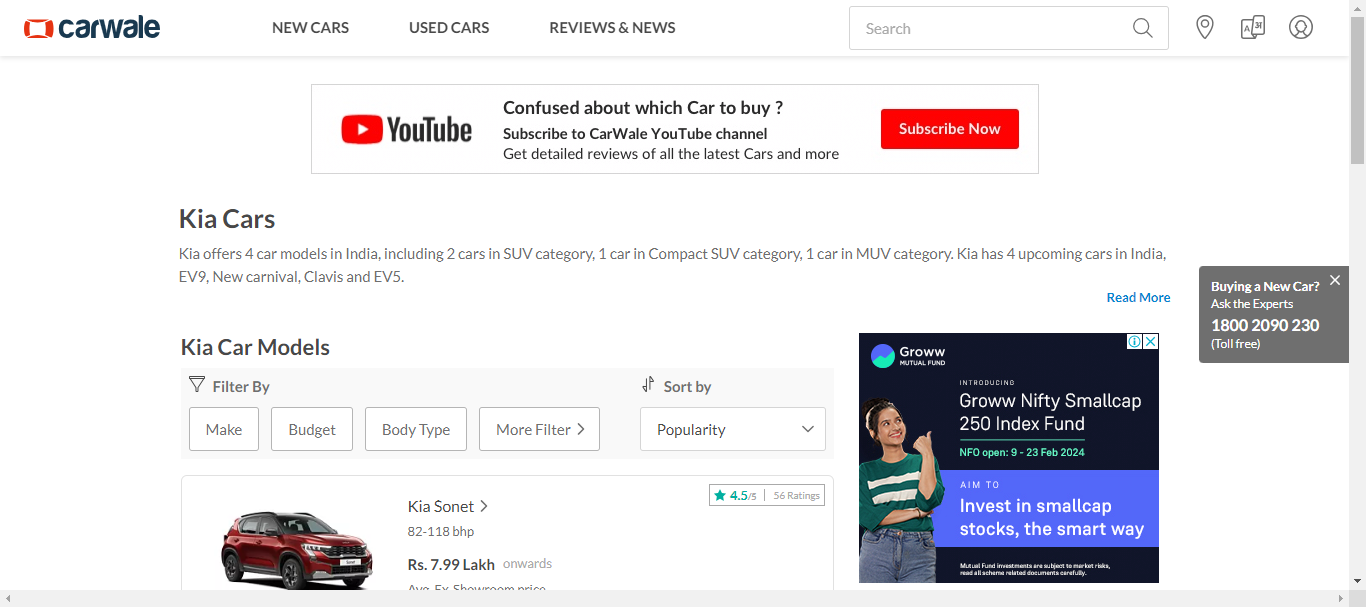 carwale
NEW CARS
USED CARS
REVIEWS & NEWS
Search
YouTube
Confused about which Car to buy ?
Subscribe to CarWale YouTube channel
Get detailed reviews of all the latest Cars and more
Subscribe Now
Kia Cars
Kia offers 4 car models in India, including 2 cars in SUV category, 1 car in Compact SUV category, 1 car in MUV category. Kia has 4 upcoming cars in India,
EV9, New carnival, Clavis and EV5.
Read More
Buying a New Car?
Ask the Experts
1800 2090 230
(Toll free)
Kia Car Models
Filter By
Sort by
Make
Budget
Body Type
More Filter
Popularity
Kia Sonet
4.5/5
56 Ratings
82-118 bhp
Rs. 7.99 Lakh onwards
Avg. Ex-Showroom price
Groww
MUTUAL FUND
INTRODUCING
Groww Nifty Smallcap
250 Index Fund
NFO open: 9 - 23 Feb 2024
AIM TO
Invest in smallcap
stocks, the smart way
Mutual Fund investments are subject to market risks,
read all scheme related documents carefully.